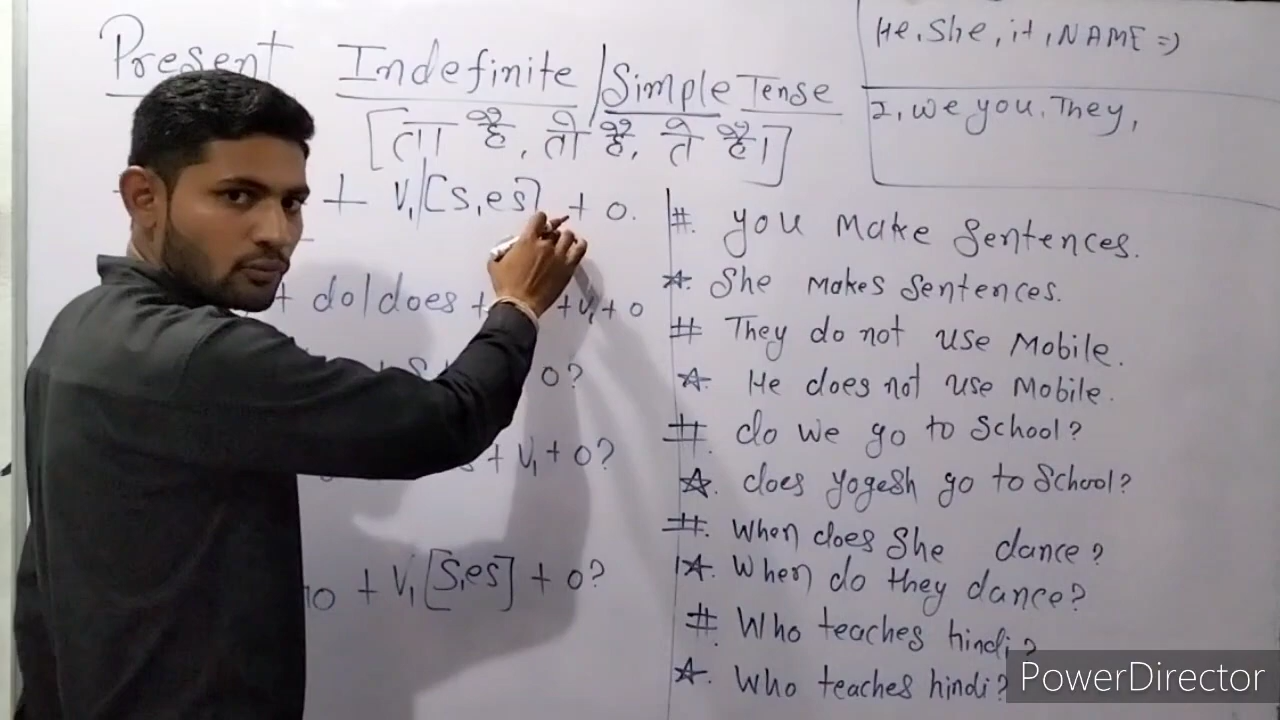 Present Indefinite / Simple Tense
[ता है, ती है, ते है।]
+ V₁ [s, es] + o.
+ do/does + + V₁ + o
o?
+ V₁ + o?
+ V₁ [s, es] + o?
He, She, it, NAME =>
I, we you, They,
#. you make sentences.
☆. She makes sentences.
# They do not use Mobile.
☆. He does not use Mobile.
#. do we go to School?
☆. does yogesh go to School?
#. When does She dance?
☆. When do they dance?
#. Who teaches hindi?
☆. Who teaches hindi?
PowerDirector